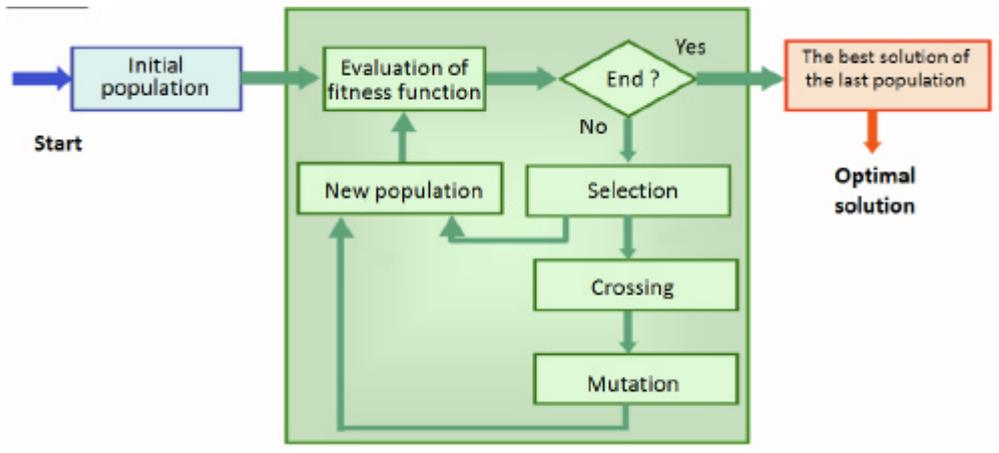 Start
Initial
population
Evaluation of
fitness function
End ?
Yes
No
The best solution of
the last population
Optimal
solution
New population
Selection
Crossing
Mutation